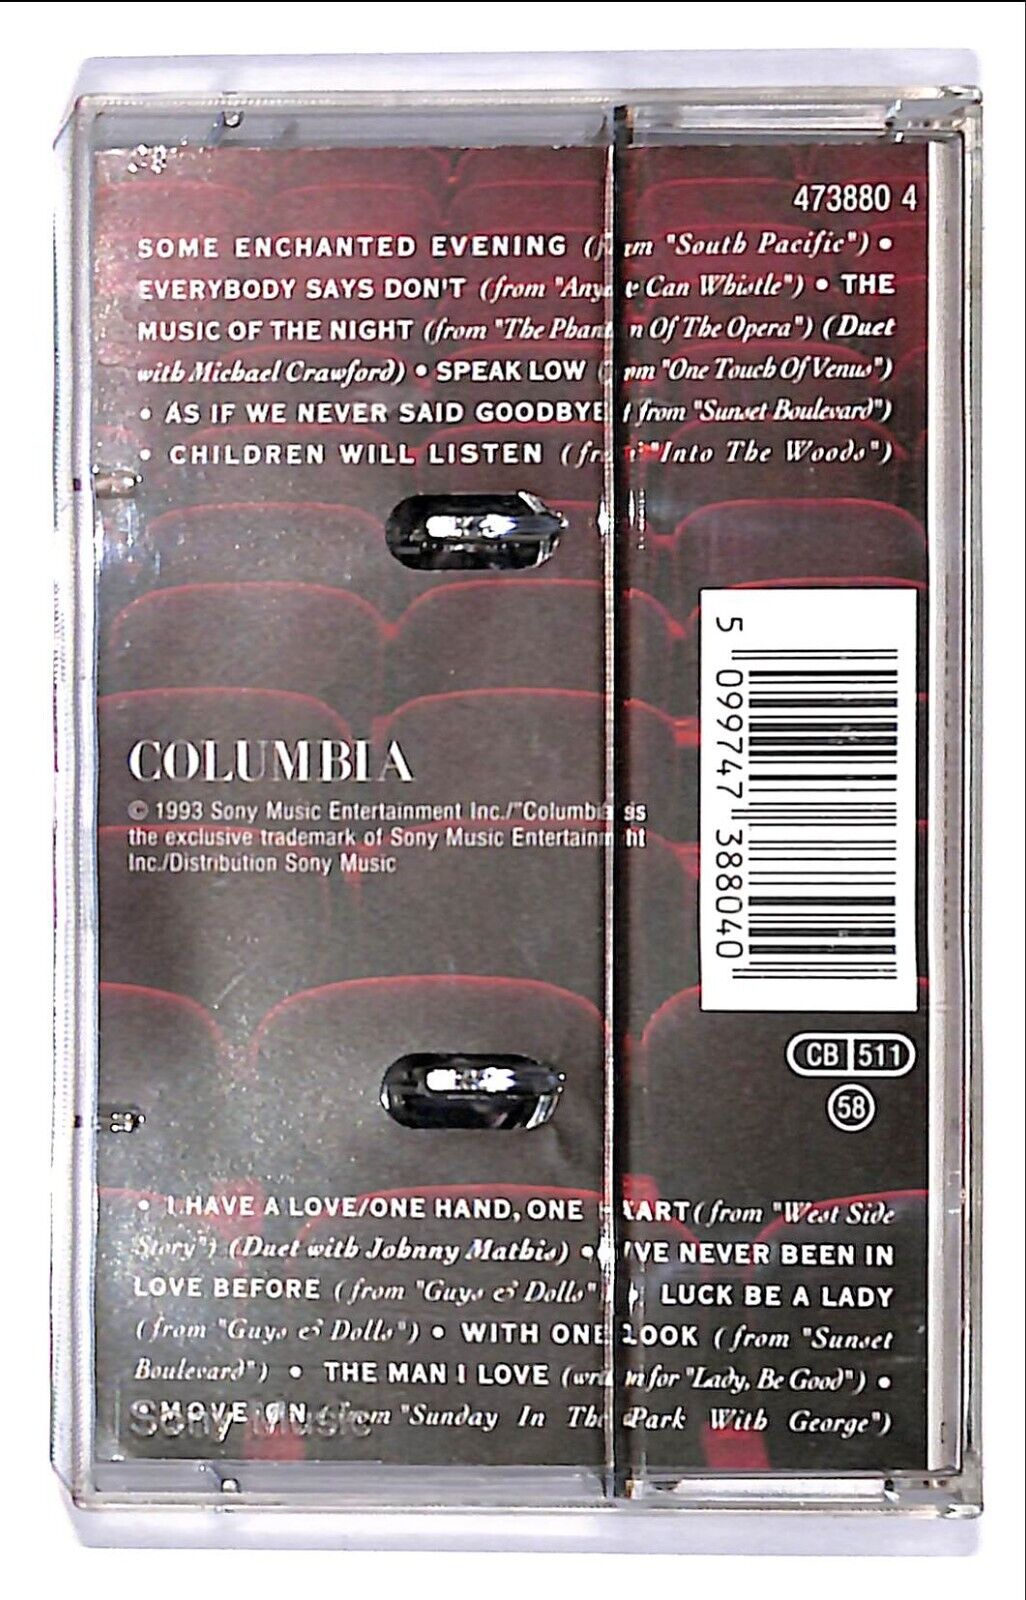 473880 4
SOME ENCHANTED EVENING (from "South Pacific") •
EVERYBODY SAYS DON'T (from "Anyone Can Whistle") • THE
MUSIC OF THE NIGHT (from "The Phantom Of The Opera") (Duet
with Michael Crawford) • SPEAK LOW (from "One Touch Of Venus")
• AS IF WE NEVER SAID GOODBYE (from "Sunset Boulevard")
• CHILDREN WILL LISTEN (from "Into The Woods")
5 099747 388040
COLUMBIA
© 1993 Sony Music Entertainment Inc./"Columbia" is
the exclusive trademark of Sony Music Entertainment
Inc./Distribution Sony Music
CB 511
58
• I HAVE A LOVE/ONE HAND, ONE HEART (from "West Side
Story") (Duet with Johnny Mathis) • I'VE NEVER BEEN IN
LOVE BEFORE (from "Guys & Dolls") • LUCK BE A LADY
(from "Guys & Dolls") • WITH ONE LOOK (from "Sunset
Boulevard") • THE MAN I LOVE (written for "Lady, Be Good") •
MOVE ON (from "Sunday In The Park With George")
Sony Music